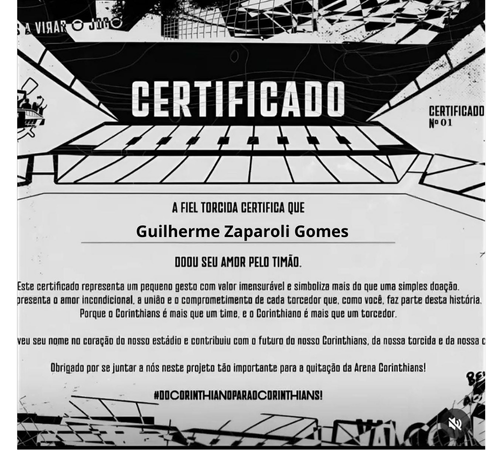 A VIRAR O JOGO
CERTIFICADO
CERTIFICADO
Nº 01
A FIEL TORCIDA CERTIFICA QUE
Guilherme Zaparoli Gomes
DOOU SEU AMOR PELO TIMÃO.
Este certificado representa um pequeno gesto com valor imensurável e simboliza mais do que uma simples doação.
presenta o amor incondicional, a união e o comprometimento de cada torcedor que, como você, faz parte desta história.
Porque o Corinthians é mais que um time, e o Corinthiano é mais que um torcedor.
veu seu nome no coração do nosso estádio e contribuiu com o futuro do nosso Corinthians, da nossa torcida e da nossa c
Obrigado por se juntar a nós neste projeto tão importante para a quitação da Arena Corinthians!
#DOCORINTHIANOPARAOCORINTHIANS!